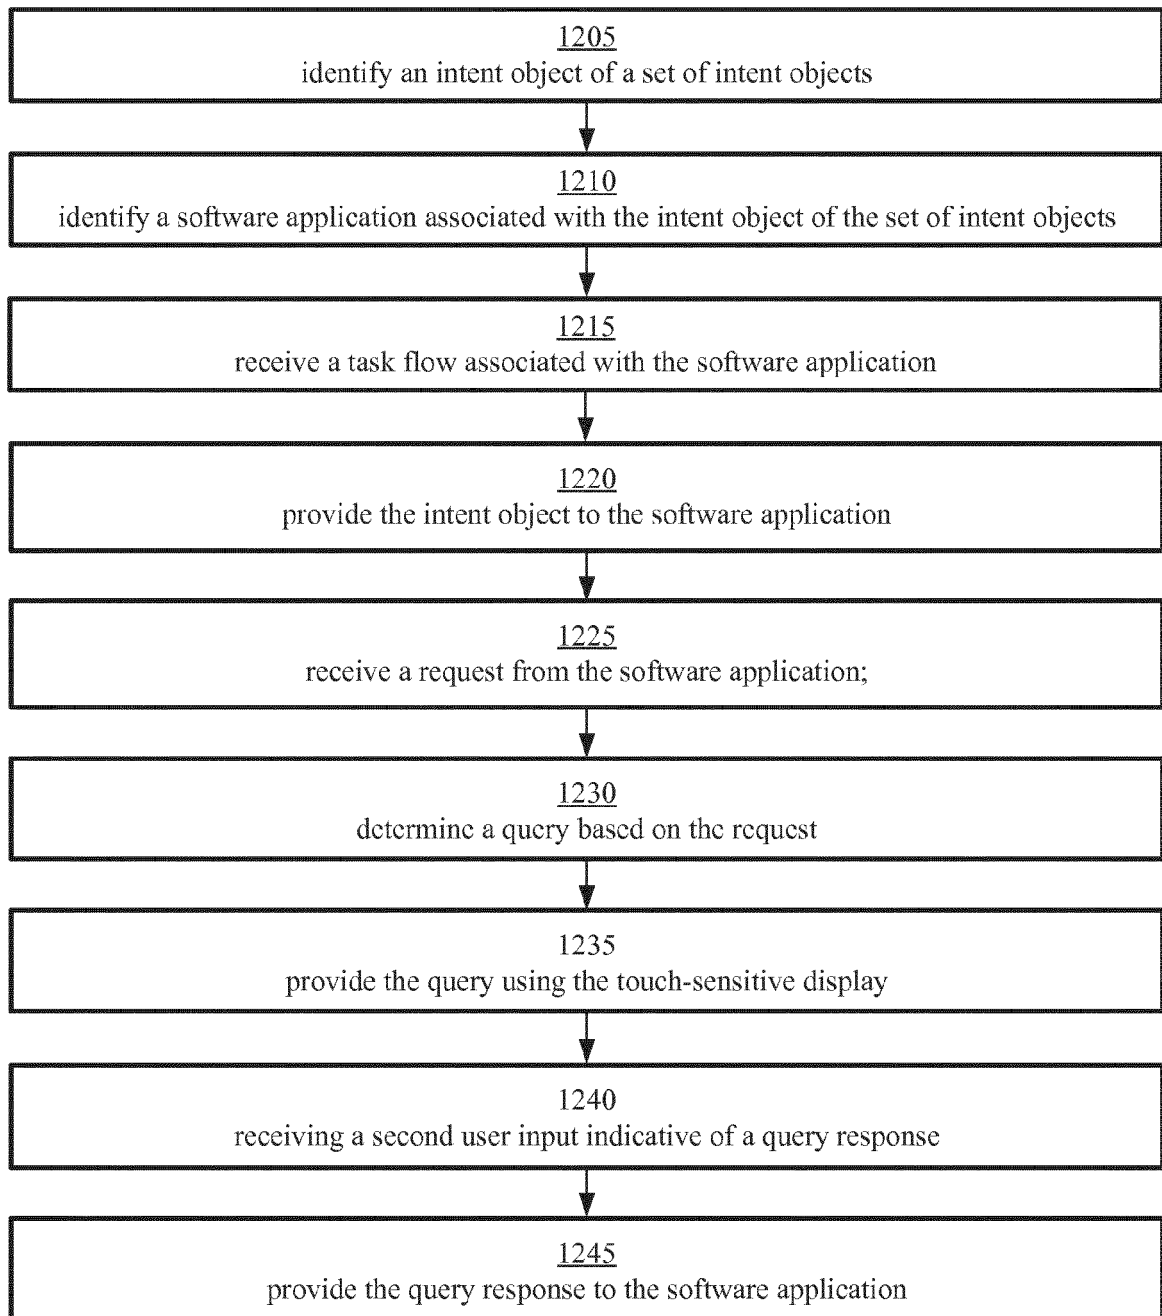 1205
identify an intent object of a set of intent objects
1210
identify a software application associated with the intent object of the set of intent objects
1215
receive a task flow associated with the software application
1220
provide the intent object to the software application
1225
receive a request from the software application;
1230
determine a query based on the request
1235
provide the query using the touch-sensitive display
1240
receiving a second user input indicative of a query response
1245
provide the query response to the software application